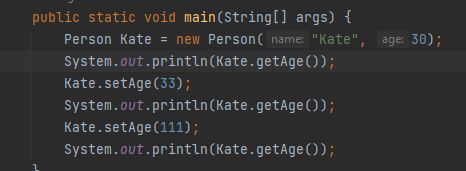 public static void main(String[] args) {
Person Kate = new Person( name: "Kate", age: 30);
System.out.println(Kate.getAge());
Kate.setAge(33);
System.out.println(Kate.getAge());
Kate.setAge(111);
System.out.println(Kate.getAge());
}